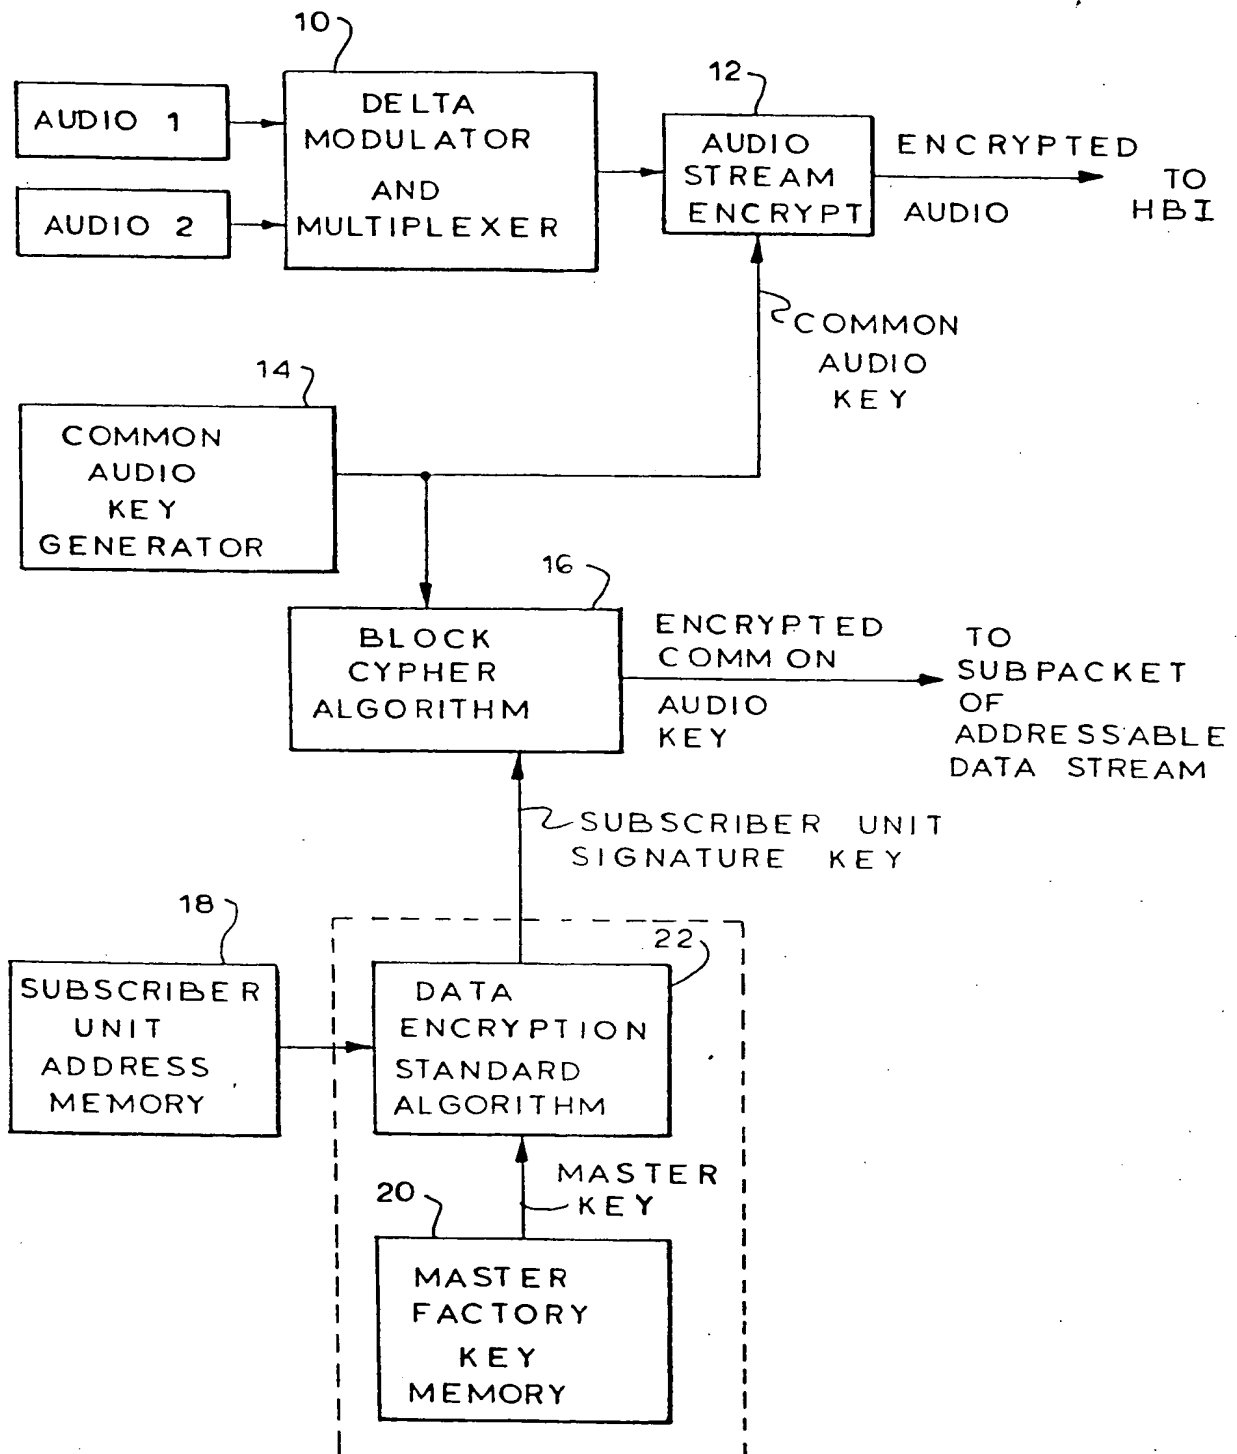 10
AUDIO 1
AUDIO 2
DELTA
MODULATOR
AND
MULTIPLEXER
12
AUDIO
STREAM
ENCRYPT
ENCRYPTED
AUDIO
TO
HBI
COMMON
AUDIO
KEY
14
COMMON
AUDIO
KEY
GENERATOR
16
BLOCK
CYPHER
ALGORITHM
ENCRYPTED
COMMON
AUDIO
KEY
TO
SUBPACKET
OF
ADDRESSABLE
DATA STREAM
SUBSCRIBER UNIT
SIGNATURE KEY
18
SUBSCRIBER
UNIT
ADDRESS
MEMORY
22
DATA
ENCRYPTION
STANDARD
ALGORITHM
MASTER
KEY
20
MASTER
FACTORY
KEY
MEMORY